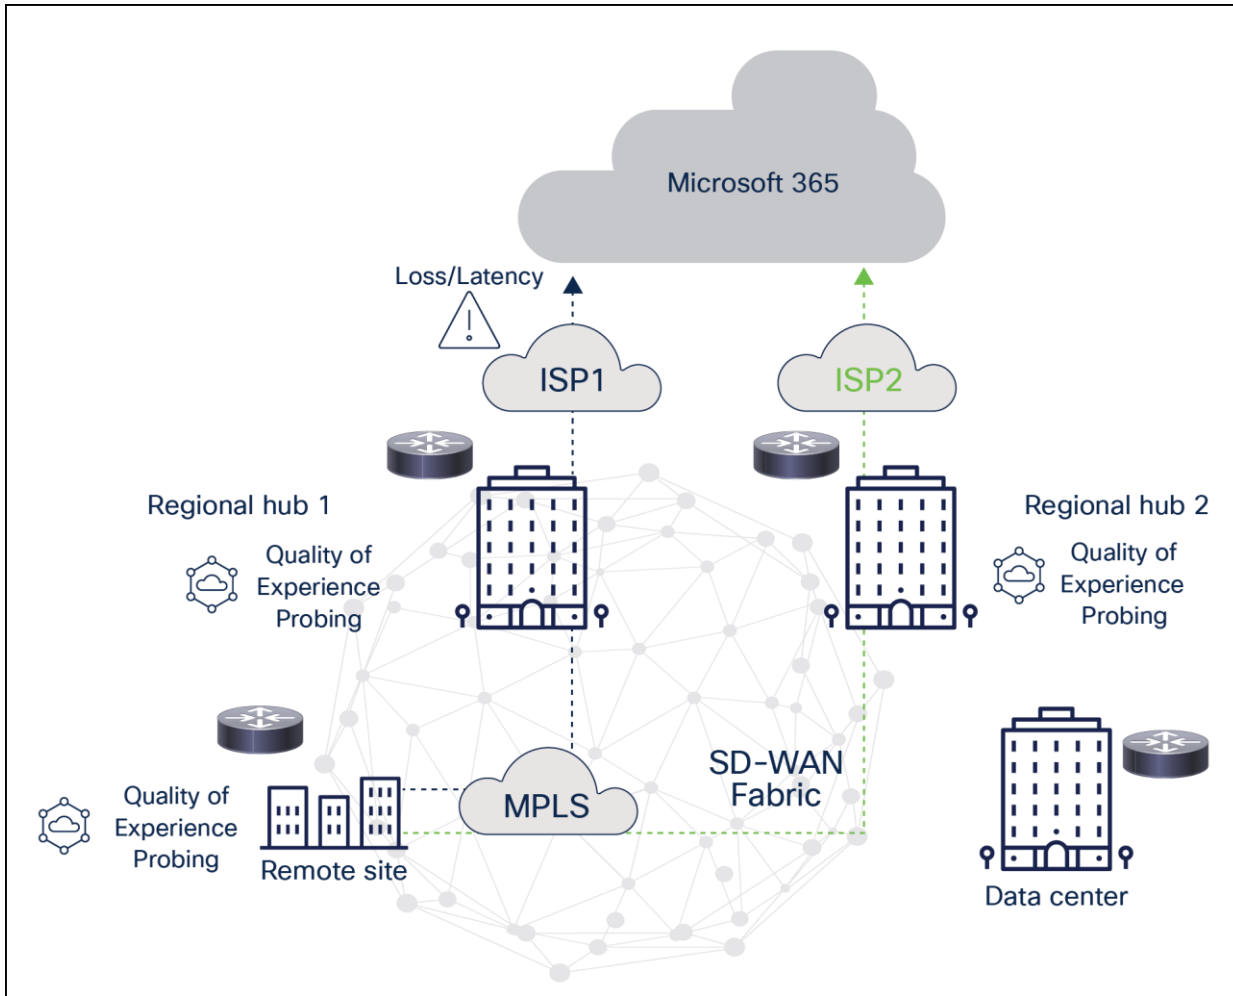 Microsoft 365
Loss/Latency
ISP1
ISP2
Regional hub 1
Quality of
Experience
Probing
Regional hub 2
Quality of
Experience
Probing
SD-WAN
Fabric
MPLS
Quality of
Experience
Probing
Remote site
Data center